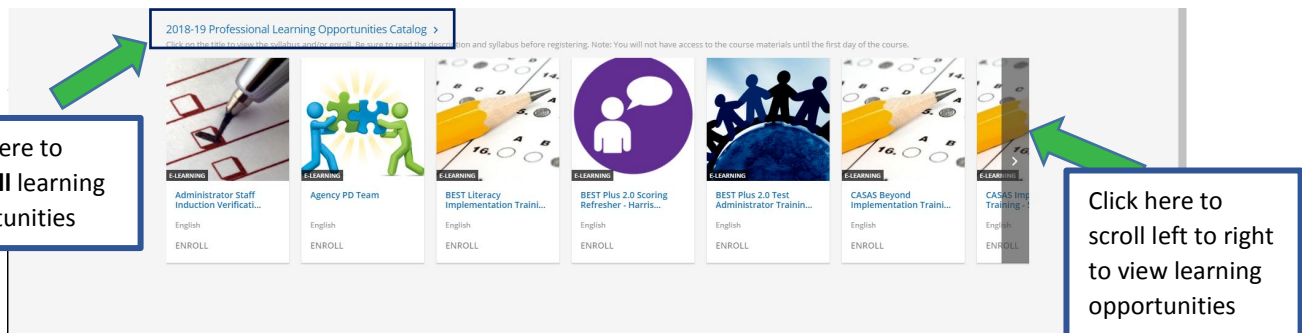 2018-19 Professional Learning Opportunities Catalog >
Click on the title to view the syllabus and/or enroll. Be sure to read the description and syllabus before registering. Note: You will not have access to the course materials until the first day of the course.
ere to
ll learning
tunities
E-LEARNING
Administrator Staff
Induction Verificati...
English
ENROLL
E-LEARNING
Agency PD Team
English
ENROLL
16.
A
B
E-LEARNING
BEST Literacy
Implementation Traini...
English
ENROLL
E-LEARNING
BEST Plus 2.0 Scoring
Refresher - Harris...
English
ENROLL
E-LEARNING
BEST Plus 2.0 Test
Administrator Trainin...
English
ENROLL
14.
16.
A
B
E-LEARNING
CASAS Beyond
Implementation Traini...
English
ENROLL
16.
E-LEARNING
CASAS Imp
Training - S
English
ENROLL
Click here to
scroll left to right
to view learning
opportunities